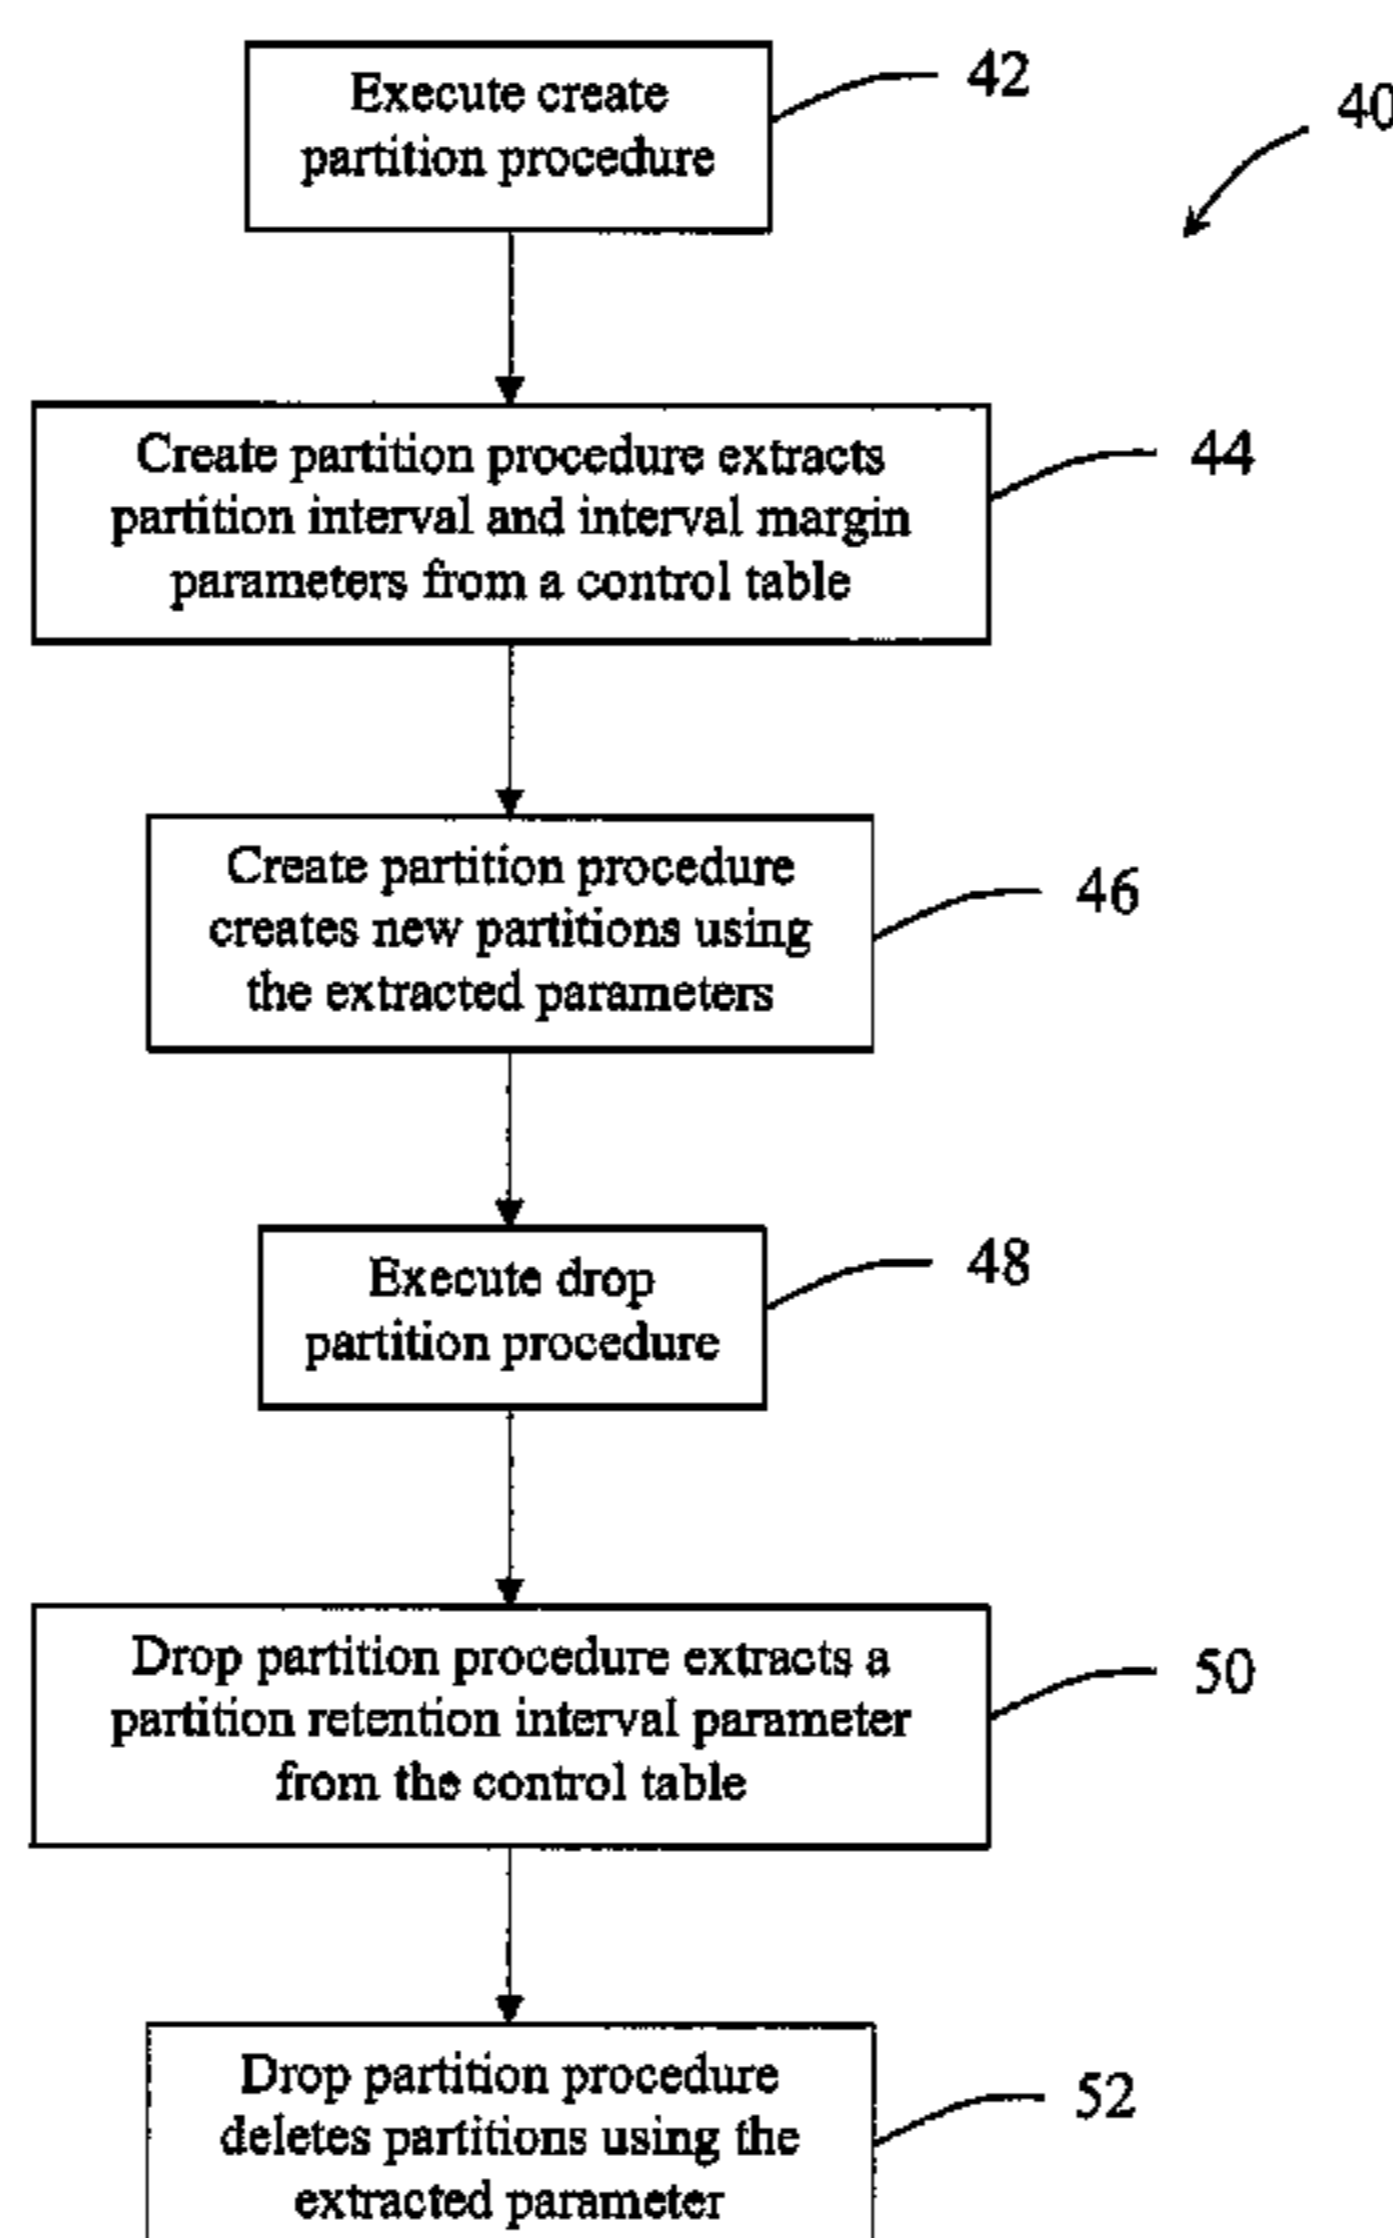 Execute create
partition procedure
42
40
Create partition procedure extracts
partition interval and interval margin
parameters from a control table
44
Create partition procedure
creates new partitions using
the extracted parameters
46
Execute drop
partition procedure
48
Drop partition procedure extracts a
partition retention interval parameter
from the control table
50
Drop partition procedure
deletes partitions using the
extracted parameter
52